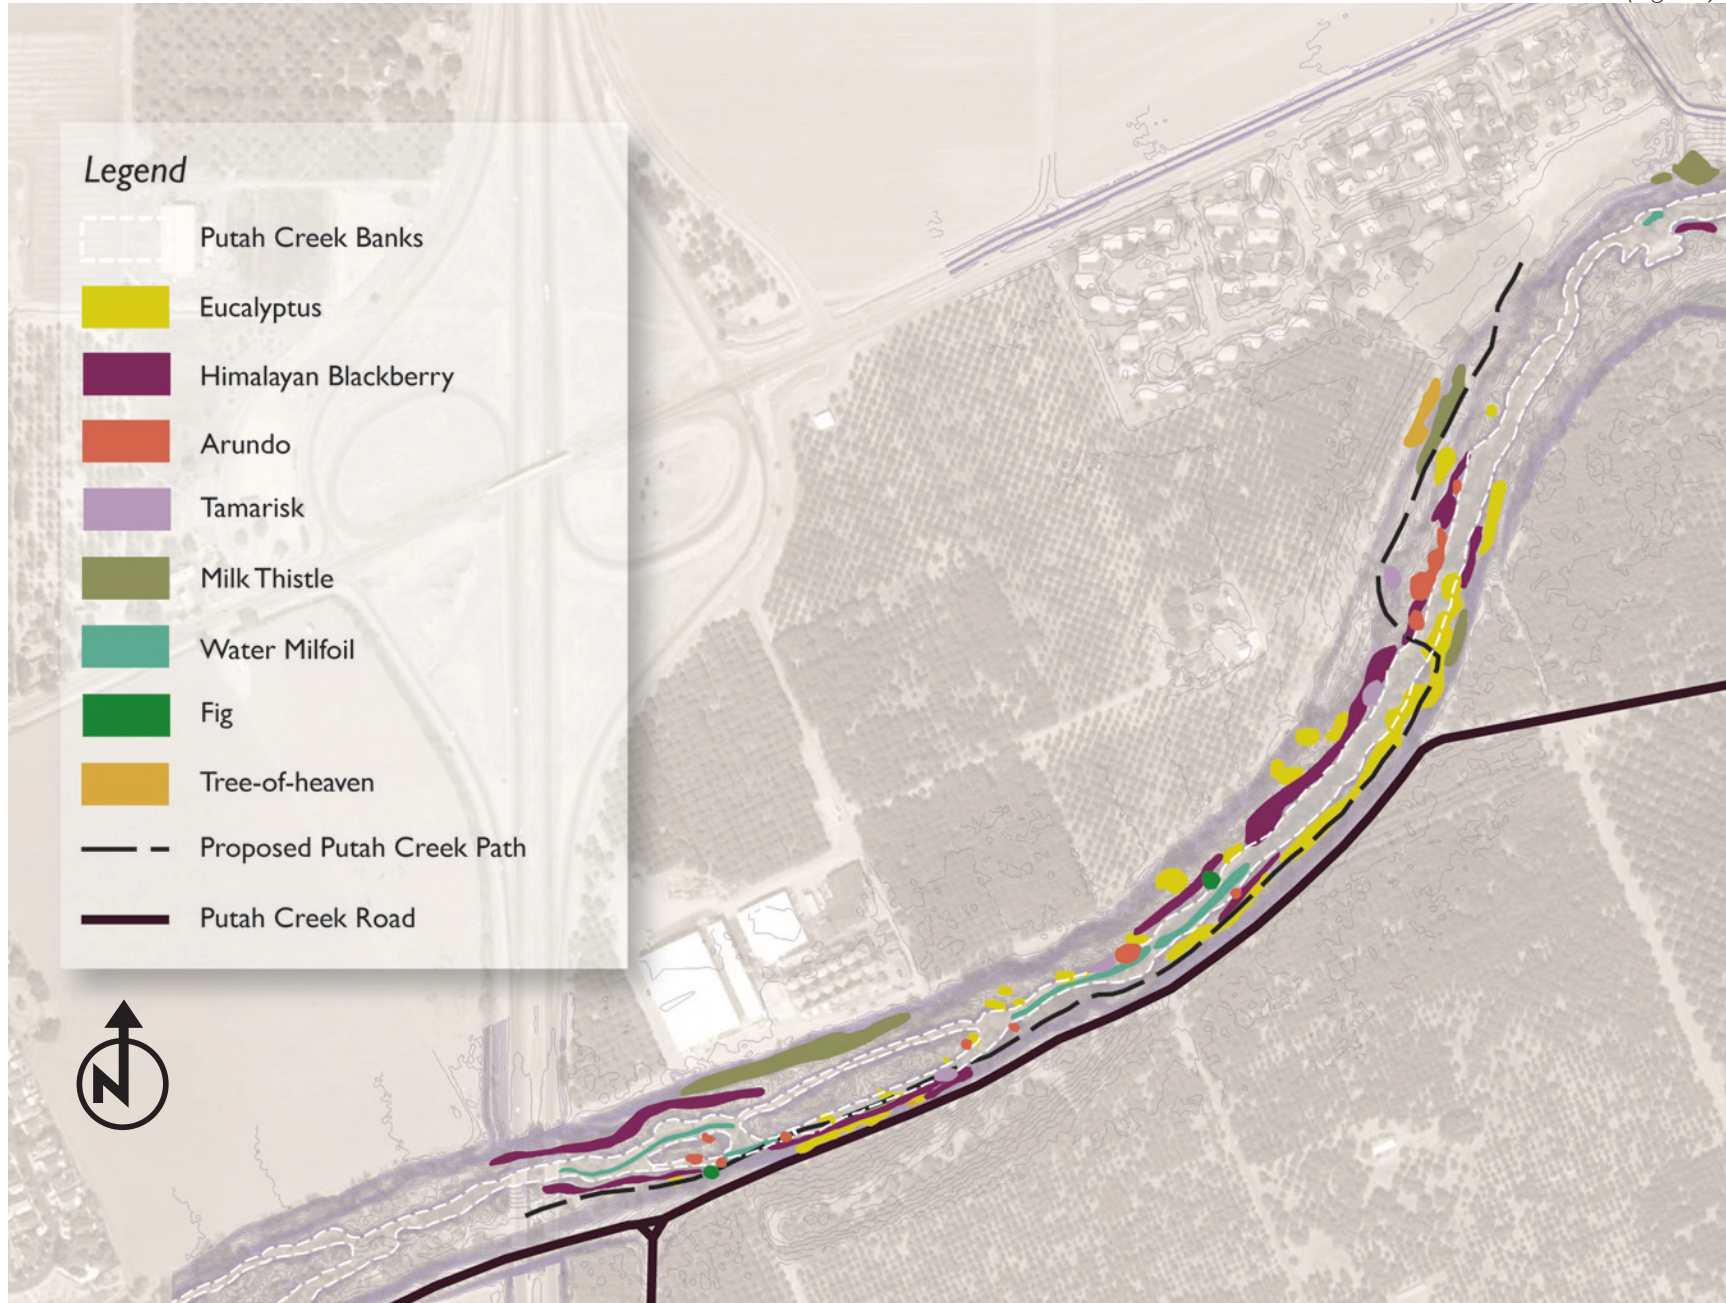 Legend
Putah Creek Banks
Eucalyptus
Himalayan Blackberry
Arundo
Tamarisk
Milk Thistle
Water Milfoil
Fig
Tree-of-heaven
Proposed Putah Creek Path
Putah Creek Road
N